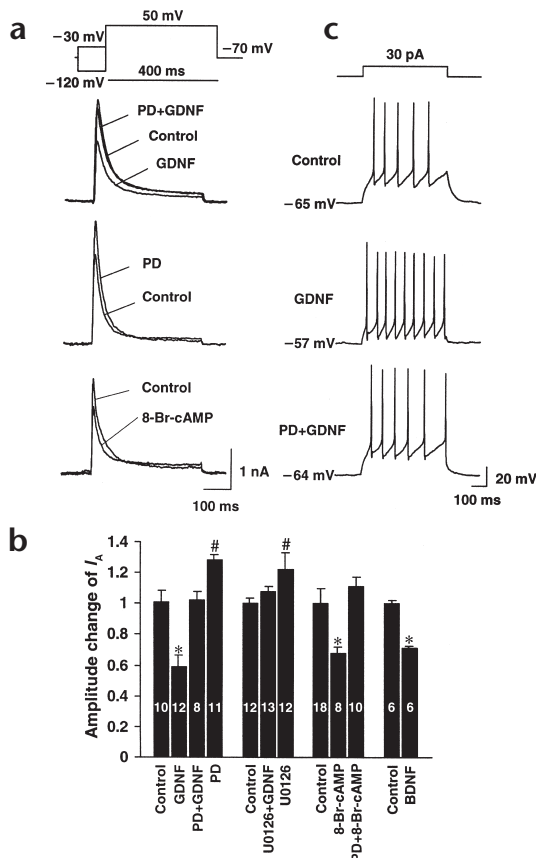 a
50 mV
−30 mV
−70 mV
400 ms
−120 mV
PD+GDNF
Control
GDNF
PD
Control
Control
8-Br-cAMP
1 nA
100 ms
c
30 pA
Control
−65 mV
GDNF
−57 mV
PD+GDNF
−64 mV
20 mV
100 ms
b
Amplitude change of I_A
1.4
1.2
1
0.8
0.6
0.4
0.2
0
# #
* * *
10 12 8 11 12 13 12 18 8 10 6 6
Control
GDNF
PD+GDNF
PD
Control
U0126+GDNF
U0126
Control
8-Br-cAMP
PD+8-Br-cAMP
Control
BDNF